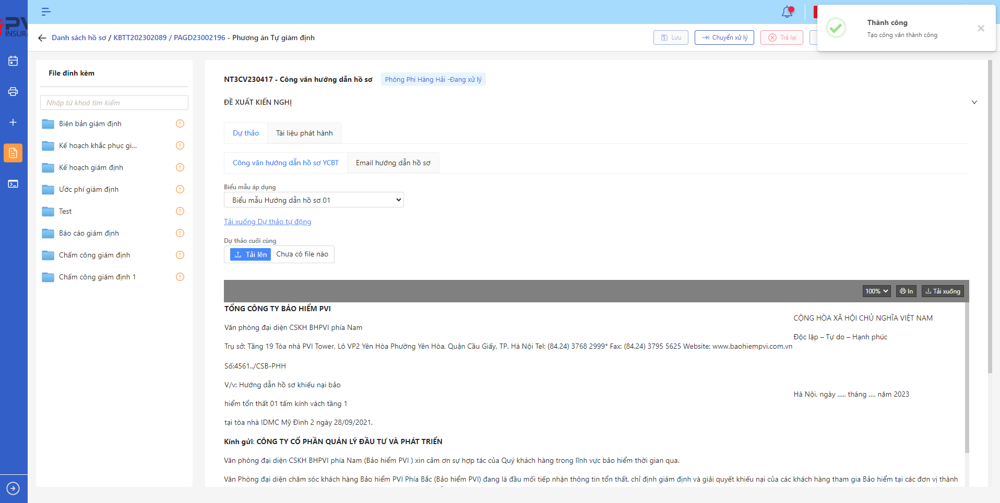 PV
INSURA
Danh sách hồ sơ / KBTT202302089 / PAGD23002196 - Phương án Tự giám định
Lưu
Chuyển xử lý
Trả lại
Thành công
Tạo công văn thành công
File đính kèm
Nhập từ khoá tìm kiếm
Biên bản giám định
Kế hoạch khắc phục gi...
Kế hoạch giám định
Ước phí giám định
Test
Báo cáo giám định
Chấm công giám định
Chấm công giám định 1
NT3CV230417 - Công văn hướng dẫn hồ sơ
Phòng Phi Hàng Hải -Đang xử lý
ĐỀ XUẤT KIẾN NGHỊ
Dự thảo
Tài liệu phát hành
Công văn hướng dẫn hồ sơ YCBT
Email hướng dẫn hồ sơ
Biểu mẫu áp dụng
Biểu mẫu Hướng dẫn hồ sơ 01
Tải xuống Dự thảo tự động
Dự thảo cuối cùng
Tải lên
Chưa có file nào
100%
In
Tải xuống
TỔNG CÔNG TY BẢO HIỂM PVI
Văn phòng đại diện CSKH BHPVI phía Nam
Trụ sở: Tầng 19 Tòa nhà PVI Tower, Lô VP2 Yên Hòa Phường Yên Hòa, Quận Cầu Giấy, TP. Hà Nội Tel: (84.24) 3768 2999* Fax: (84.24) 3795 5625 Website: www.baohiempvi.com.vn
CỘNG HÒA XÃ HỘI CHỦ NGHĨA VIỆT NAM
Độc lập – Tự do – Hạnh phúc
Số:4561../CSB-PHH
V/v: Hướng dẫn hồ sơ khiếu nại bảo
hiểm tổn thất 01 tấm kính vách tầng 1
tại tòa nhà IDMC Mỹ Đình 2 ngày 28/09/2021.
Hà Nội, ngày ..... tháng .... năm 2023
Kính gửi: CÔNG TY CỔ PHẦN QUẢN LÝ ĐẦU TƯ VÀ PHÁT TRIỂN
Văn phòng đại diện CSKH BHPVI phía Nam (Bảo hiểm PVI ) xin cảm ơn sự hợp tác của Quý khách hàng trong lĩnh vực bảo hiểm thời gian qua.
Văn Phòng đại diện chăm sóc khách hàng Bảo hiểm PVI Phía Bắc (Bảo hiểm PVI) đang là đầu mối tiếp nhận thông tin tổn thất, chỉ định giám định và giải quyết khiếu nại của các khách hàng tham gia Bảo hiểm tại các đơn vị thành